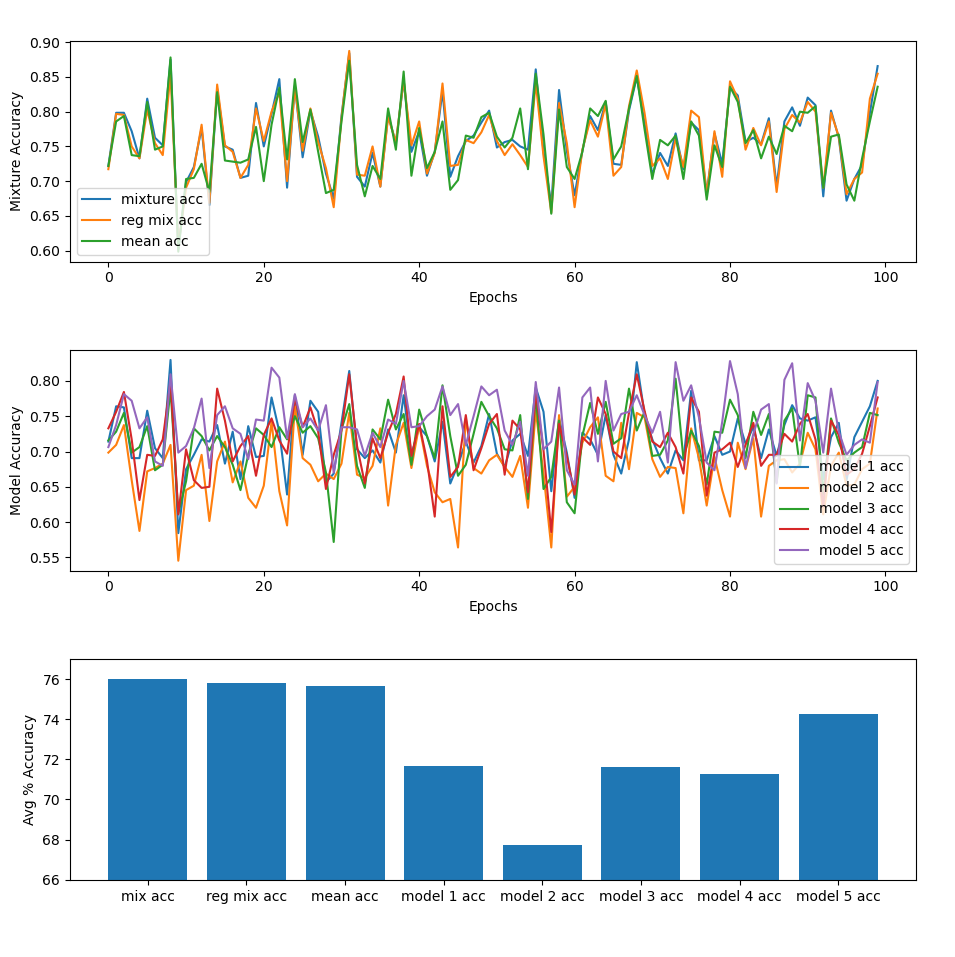 0.90
0.85
0.80
0.75
0.70
0.65
0.60
Mixture Accuracy
mixture acc
reg mix acc
mean acc
0 20 40 60 80 100
Epochs
0.80
0.75
0.70
0.65
0.60
0.55
Model Accuracy
model 1 acc
model 2 acc
model 3 acc
model 4 acc
model 5 acc
0 20 40 60 80 100
Epochs
76
74
72
70
68
66
Avg % Accuracy
mix acc reg mix acc mean acc model 1 acc model 2 acc model 3 acc model 4 acc model 5 acc